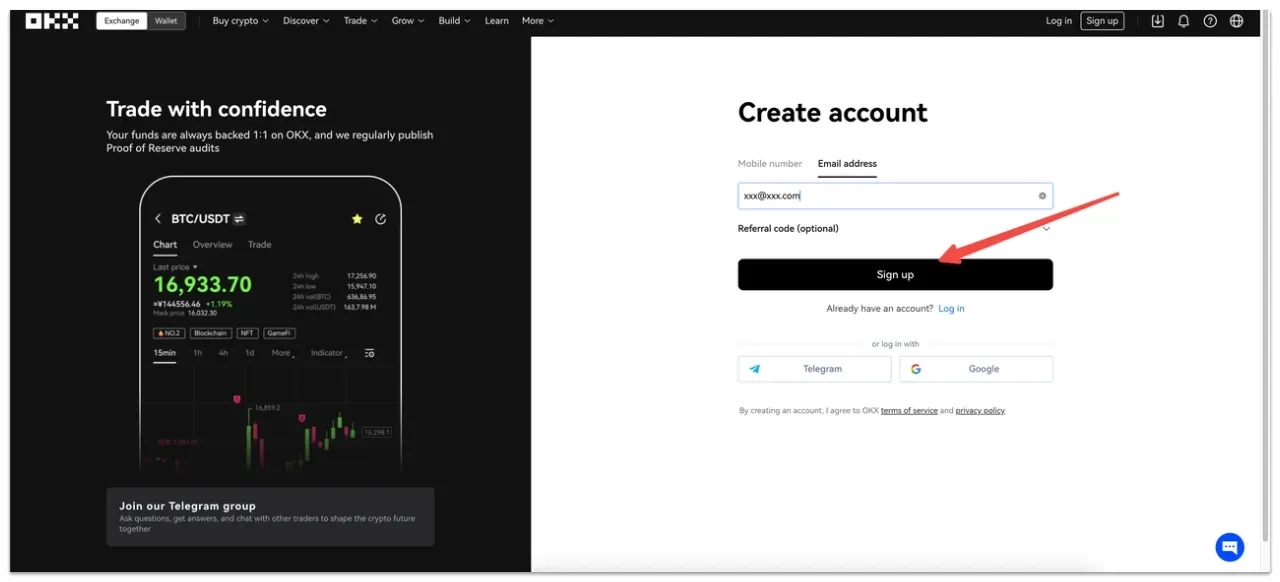 OKX Exchange Wallet Buy crypto Discover Trade Grow Build Learn More Log in Sign up
Trade with confidence
Your funds are always backed 1:1 on OKX, and we regularly publish
Proof of Reserve audits
BTC/USDT
Chart Overview Trade
Last price
16,933.70
≈¥144556.46 +1.19%
Mark price 16,032.30
24h high 17,256.90
24h low 15,947.10
24h vol(BTC) 636,86.95
24h vol(USDT) 163,7.98 M
NO.2 Blockchain NFT GameFi
15min 1h 4h 1d More Indicator
16,859.2
16,298.1
Join our Telegram group
Ask questions, get answers, and chat with other traders to shape the crypto future
together
Create account
Mobile number Email address
xxx@xxx.com
Referral code (optional)
Sign up
Already have an account? Log in
or log in with
Telegram Google
By creating an account, I agree to OKX terms of service and privacy policy